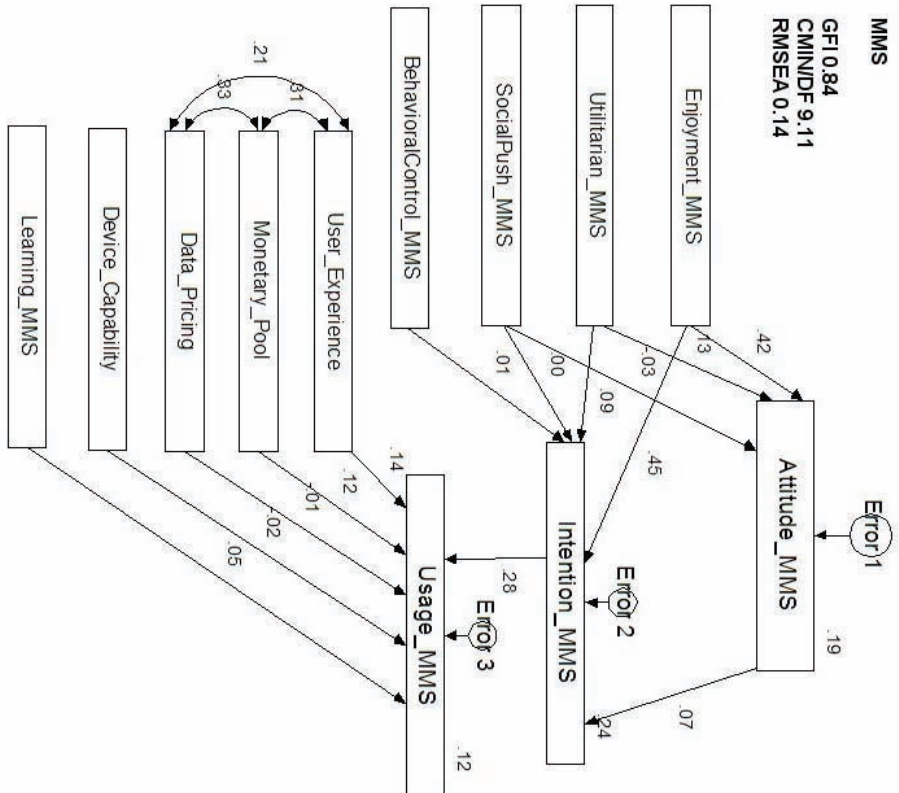 MMS
GFI 0.84
CMIN/DF 9.11
RMSEA 0.14
Enjoyment_MMS
Utilitarian_MMS
SocialPush_MMS
BehavioralControl_MMS
User_Experience
Monetary_Pool
Data_Pricing
Device_Capability
Learning_MMS
.21
.33
.31
.42
.13
-.03
.09
.00
.01
.45
Error 1
Attitude_MMS
.19
.07
Error 2
Intention_MMS
.24
.28
Error 3
Usage_MMS
.12
.14
.12
-.01
-.02
.05